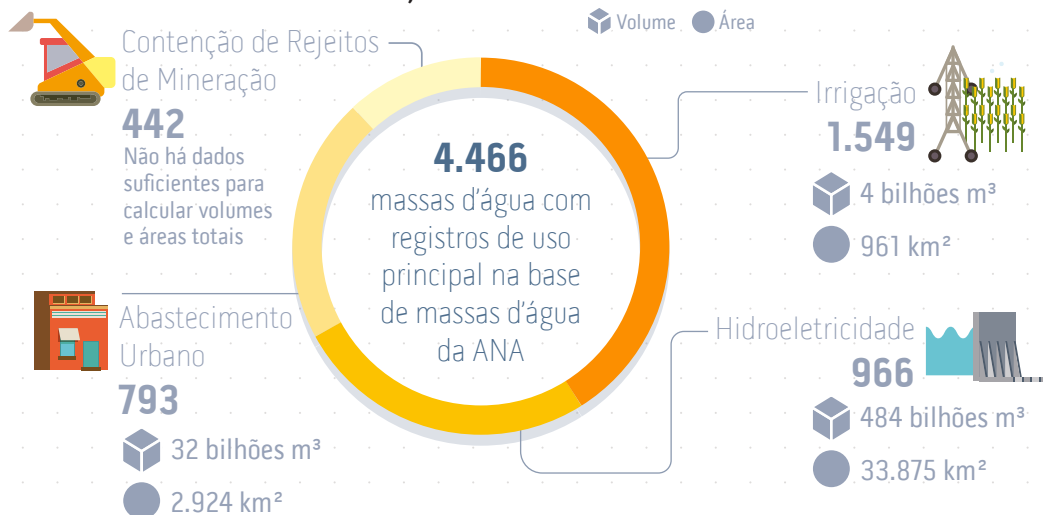 Volume
Área
Contenção de Rejeitos
de Mineração
442
Não há dados
suficientes para
calcular volumes
e áreas totais
Irrigação
1.549
4 bilhões m³
961 km²
4.466
massas d'água com
registros de uso
principal na base
de massas d'água
da ANA
Abastecimento
Urbano
793
32 bilhões m³
2.924 km²
Hidroeletricidade
966
484 bilhões m³
33.875 km²